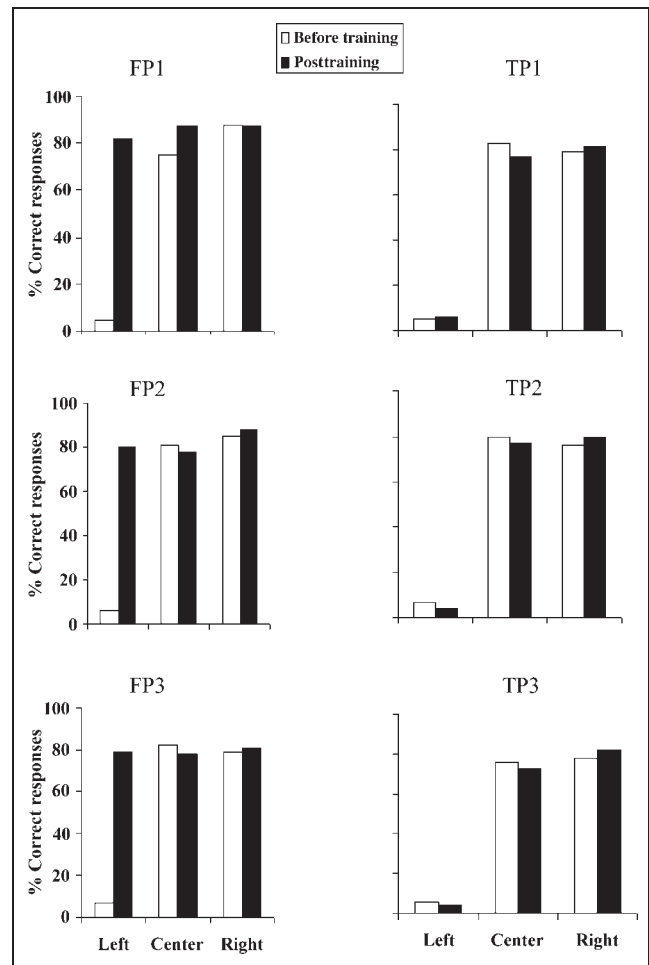 Before training
Posttraining
FP1
TP1
% Correct responses
100
80
60
40
20
0
FP2
TP2
% Correct responses
100
80
60
40
20
0
FP3
TP3
% Correct responses
100
80
60
40
20
0
Left Center Right
Left Center Right